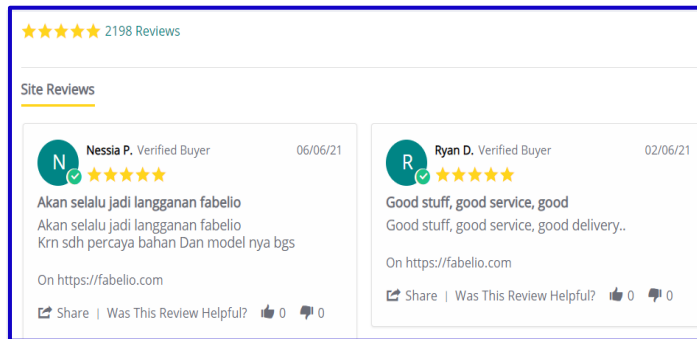 2198 Reviews
Site Reviews
N
Nessia P. Verified Buyer 06/06/21
Akan selalu jadi langganan fabelio
Akan selalu jadi langganan fabelio
Krn sdh percaya bahan Dan model nya bgs
On https://fabelio.com
Share | Was This Review Helpful? 0 0
R
Ryan D. Verified Buyer 02/06/21
Good stuff, good service, good
Good stuff, good service, good delivery..
On https://fabelio.com
Share | Was This Review Helpful? 0 0